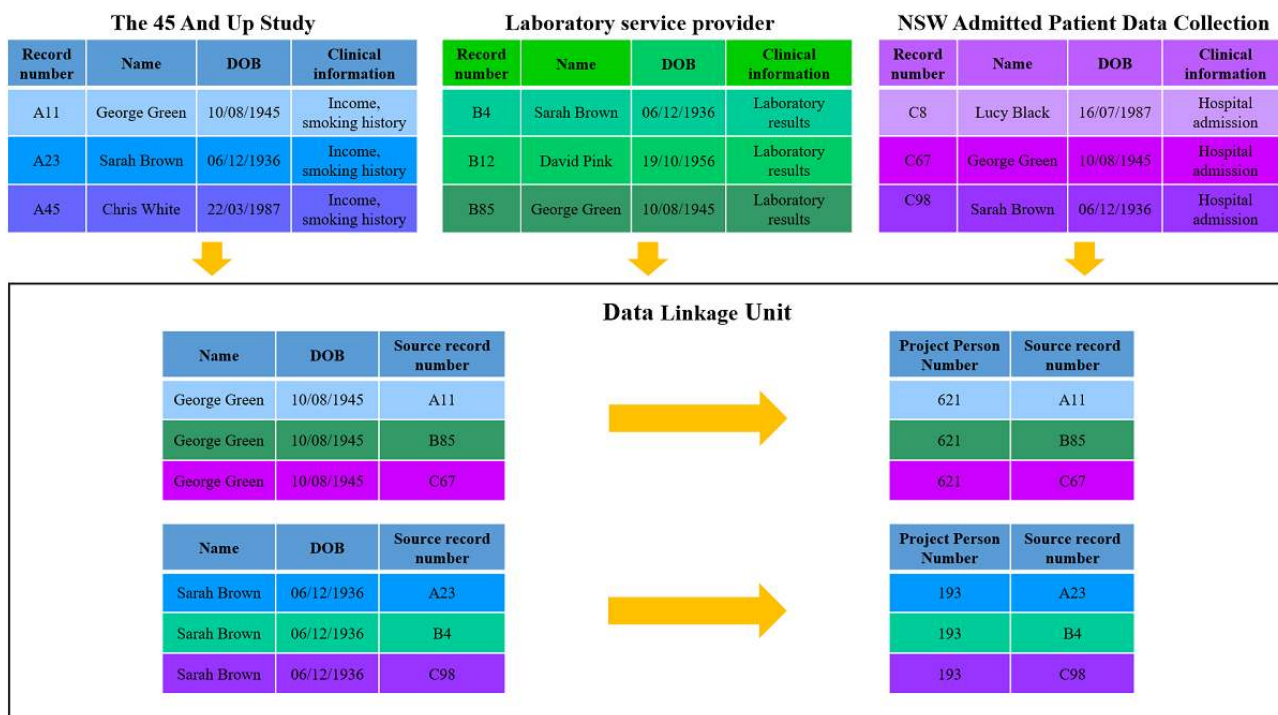 The 45 And Up Study
Record number Name DOB Clinical information
A11 George Green 10/08/1945 Income, smoking history
A23 Sarah Brown 06/12/1936 Income, smoking history
A45 Chris White 22/03/1987 Income, smoking history
Laboratory service provider
Record number Name DOB Clinical information
B4 Sarah Brown 06/12/1936 Laboratory results
B12 David Pink 19/10/1956 Laboratory results
B85 George Green 10/08/1945 Laboratory results
NSW Admitted Patient Data Collection
Record number Name DOB Clinical information
C8 Lucy Black 16/07/1987 Hospital admission
C67 George Green 10/08/1945 Hospital admission
C98 Sarah Brown 06/12/1936 Hospital admission
Data Linkage Unit
Name DOB Source record number
George Green 10/08/1945 A11
George Green 10/08/1945 B85
George Green 10/08/1945 C67
Project Person Number Source record number
621 A11
621 B85
621 C67
Name DOB Source record number
Sarah Brown 06/12/1936 A23
Sarah Brown 06/12/1936 B4
Sarah Brown 06/12/1936 C98
Project Person Number Source record number
193 A23
193 B4
193 C98